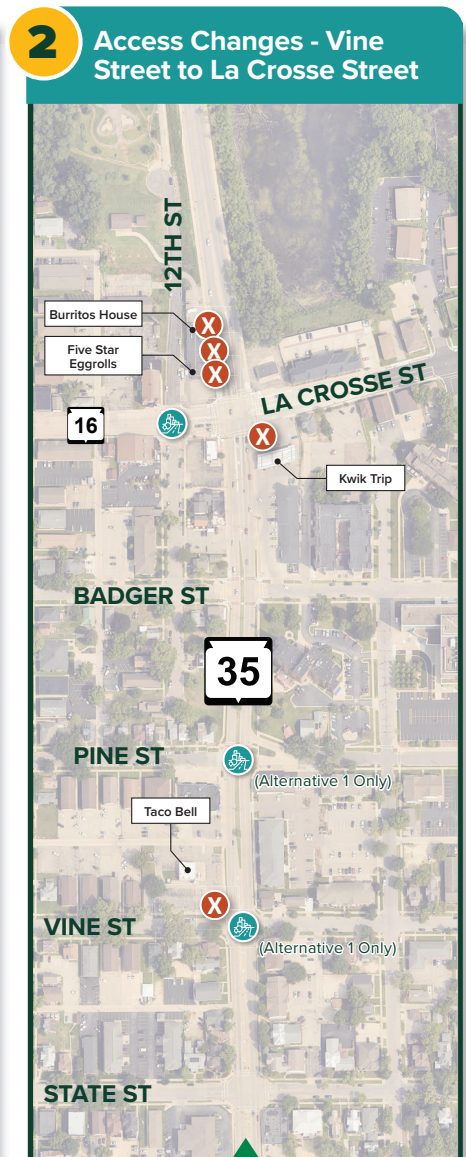 2
Access Changes - Vine
Street to La Crosse Street
12TH ST
Burritos House
X
X
Five Star
Eggrolls
X
LA CROSSE ST
16
X
Kwik Trip
BADGER ST
35
PINE ST
(Alternative 1 Only)
Taco Bell
X
VINE ST
(Alternative 1 Only)
STATE ST